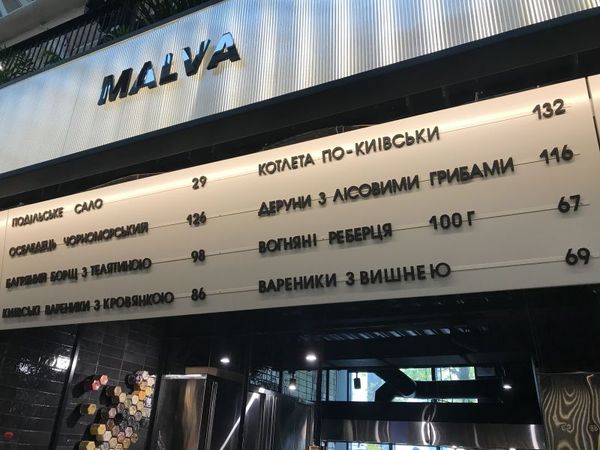 MALVA
ПОДІЛЬСЬКЕ САЛО 29
ОСЕЛЕДЕЦЬ ЧОРНОМОРСЬКИЙ 126
БАГРЯНИЙ БОРЩ З ТЕЛЯТИНОЮ 98
КИЇВСЬКІ ВАРЕНИКИ З КРОВЯНКОЮ 86
КОТЛЕТА ПО-КИЇВСЬКИ 132
ДЕРУНИ З ЛІСОВИМИ ГРИБАМИ 116
ВОГНЯНІ РЕБЕРЦЯ 100 Г 67
ВАРЕНИКИ З ВИШНЕЮ 69